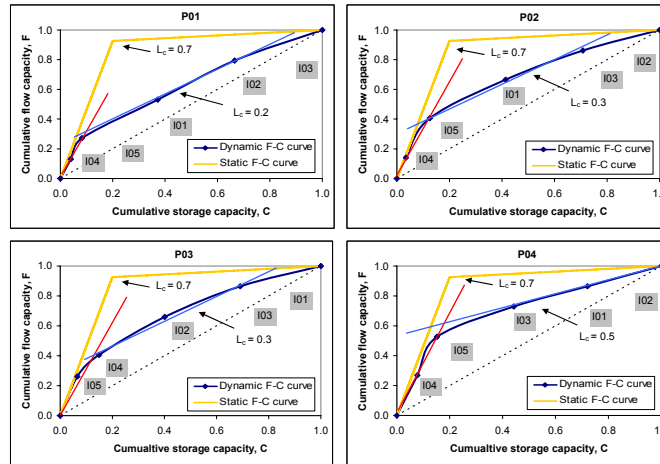 P01
Cumulative flow capacity, F
1.0
0.8
0.6
0.4
0.2
0.0
Lc = 0.7
Lc = 0.2
I04
I05
I01
I02
I03
Dynamic F-C curve
Static F-C curve
0.0 0.2 0.4 0.6 0.8 1.0
Cumulative storage capacity, C
P02
Cumulative flow capacity, F
1.0
0.8
0.6
0.4
0.2
0.0
Lc = 0.7
Lc = 0.3
I04
I05
I01
I03
I02
Dynamic F-C curve
Static F-C curve
0.0 0.2 0.4 0.6 0.8 1.
Cumulative storage capacity, C
P03
Cumulative flow capacity, F
1.0
0.8
0.6
0.4
0.2
0.0
Lc = 0.7
Lc = 0.3
I05
I04
I02
I03
I01
Dynamic F-C curve
Static F-C curve
0.0 0.2 0.4 0.6 0.8 1.0
Cumualtive storage capacity, C
P04
Cumulative flow capacity, F
1.0
0.8
0.6
0.4
0.2
0.0
Lc = 0.7
Lc = 0.5
I04
I05
I03
I01
I02
Dynamic F-C curve
Static F-C curve
0.0 0.2 0.4 0.6 0.8 1.0
Cumulative storage capacity, C